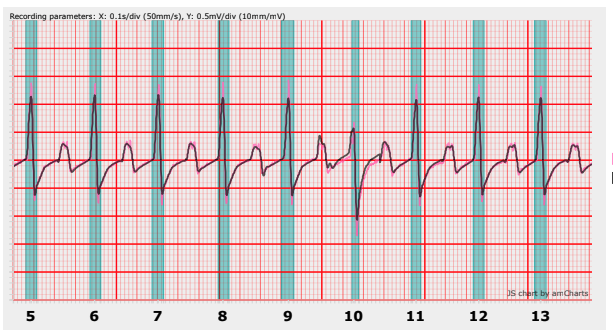 Recording parameters: X: 0.1s/div (50mm/s), Y: 0.5mV/div (10mm/mV)
JS chart by amCharts
5 6 7 8 9 10 11 12 13